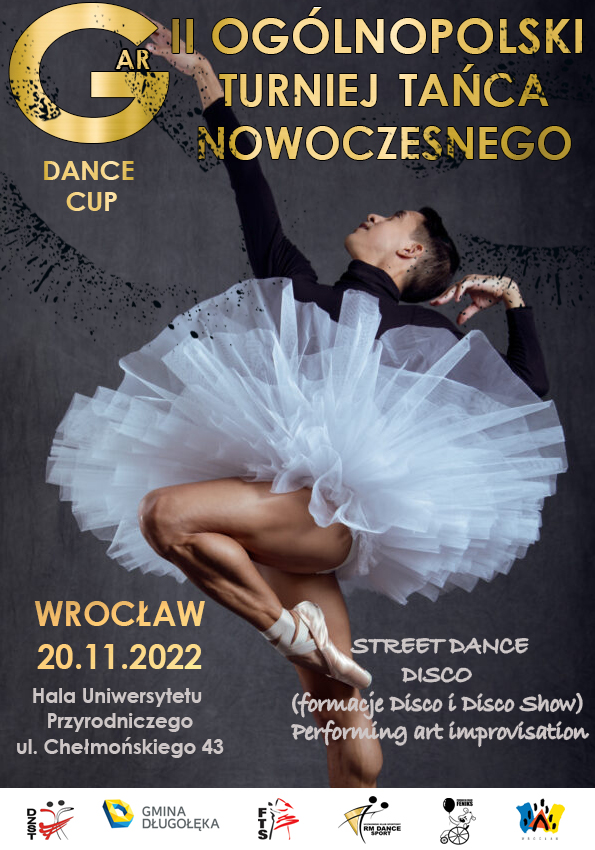 G
AR
DANCE
CUP
II OGÓLNOPOLSKI
TURNIEJ TAŃCA
NOWOCZESNEGO
WROCŁAW
20.11.2022
Hala Uniwersytetu
Przyrodniczego
ul. Chełmońskiego 43
STREET DANCE
DISCO
(formacje Disco i Disco Show)
Performing art improvisation
DZST
GMINA
DŁUGOŁĘKA
FTS
RM DANCE
SPORT
FENIKS
WROCŁAW